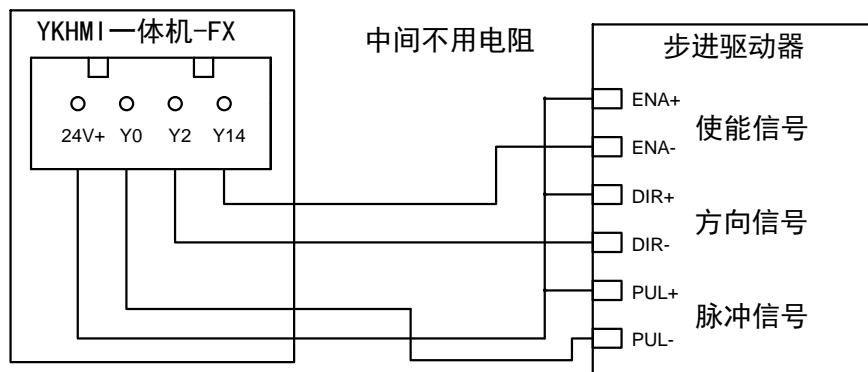 YKHMI一体机-FX
中间不用电阻
步进驱动器
24V+ Y0 Y2 Y14
ENA+
使能信号
ENA-
DIR+
方向信号
DIR-
PUL+
脉冲信号
PUL-